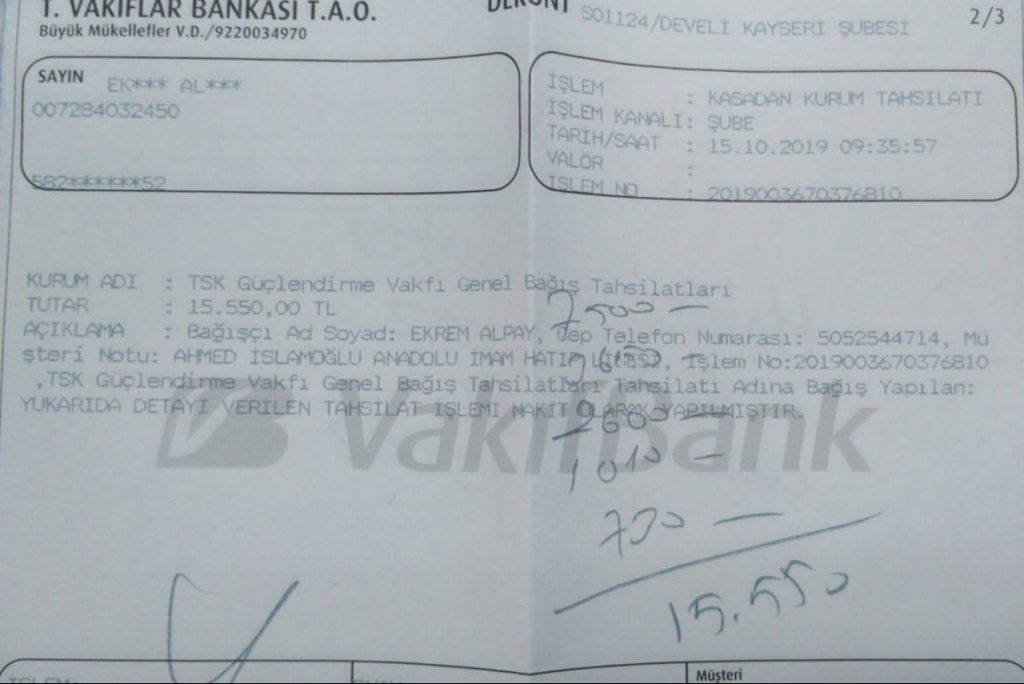 T. VAKIFLAR BANKASI T.A.O.
Büyük Mükellefler V.D./9220034970
DEKONT
S01124/DEVELİ KAYSERİ ŞUBESİ
2/3
SAYIN EK*** AL***
007284032450
582******52
İŞLEM : KASADAN KURUM TAHSİLATI
İŞLEM KANALI: ŞUBE
TARİH/SAAT : 15.10.2019 09:35:57
VALÖR :
İŞLEM NO : 2019003670376810
KURUM ADI : TSK Güçlendirme Vakfı Genel Bağış Tahsilatları
TUTAR : 15.550,00 TL
AÇIKLAMA : Bağışçı Ad Soyad: EKREM ALPAY, Cep Telefon Numarası: 5052544714, Mü
şteri Notu: AHMED İSLAMOĞLU ANADOLU İMAM HATİP LİSESİ, İşlem No:2019003670376810
,TSK Güçlendirme Vakfı Genel Bağış Tahsilatları Tahsilatı Adına Bağış Yapılan:
YUKARIDA DETAYI VERİLEN TAHSİLAT İŞLEMİ NAKİT OLARAK YAPILMIŞTIR.
VakıfBank
7500 —
2600 —
1010 —
700 —
15.550
İŞLEM
Müşteri